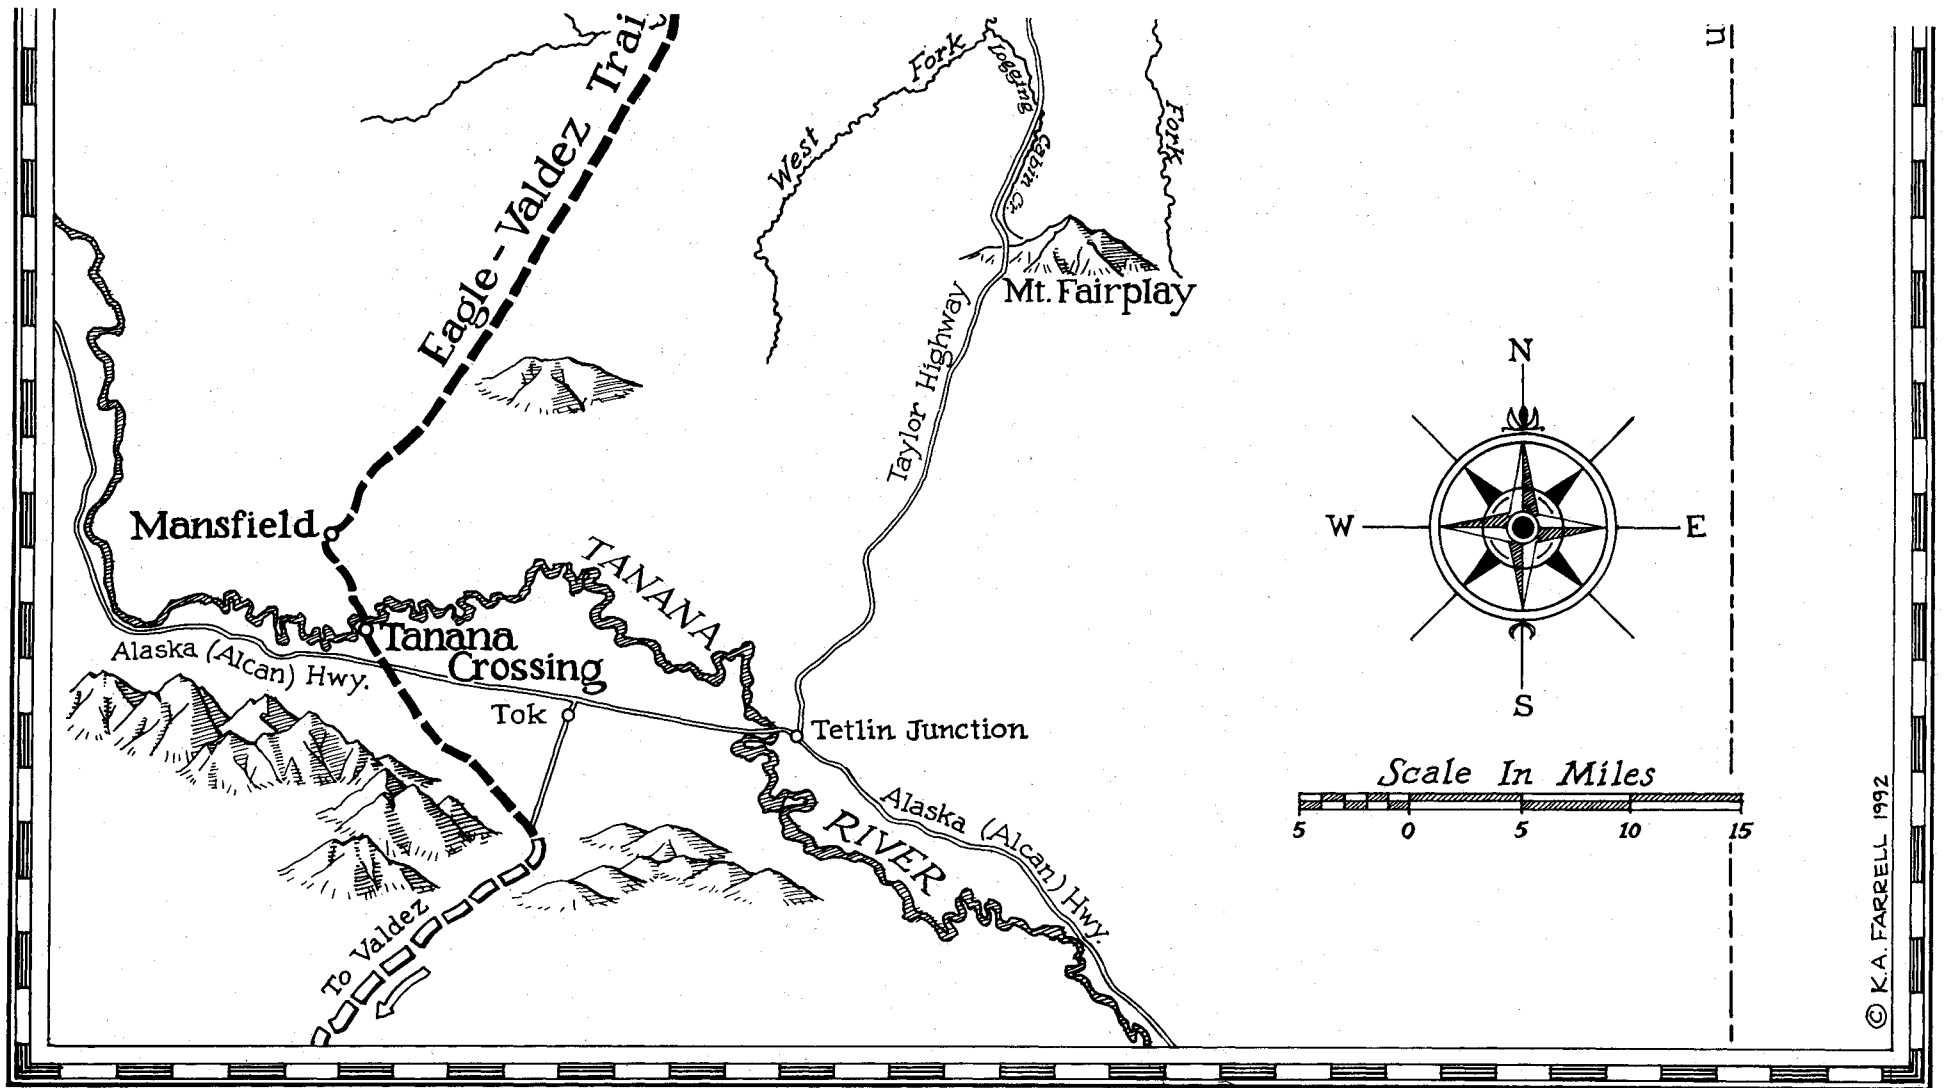 Eagle-Valdez Trai
West Fork
Logging Cabin Cr.
Fork
Mt. Fairplay
Taylor Highway
Mansfield
TANANA RIVER
Tanana
Crossing
Alaska (Alcan) Hwy.
Tok
Tetlin Junction
Alaska (Alcan) Hwy.
To Valdez
N
W
E
S
Scale In Miles
5 0 5 10 15
© K.A. FARRELL 1992